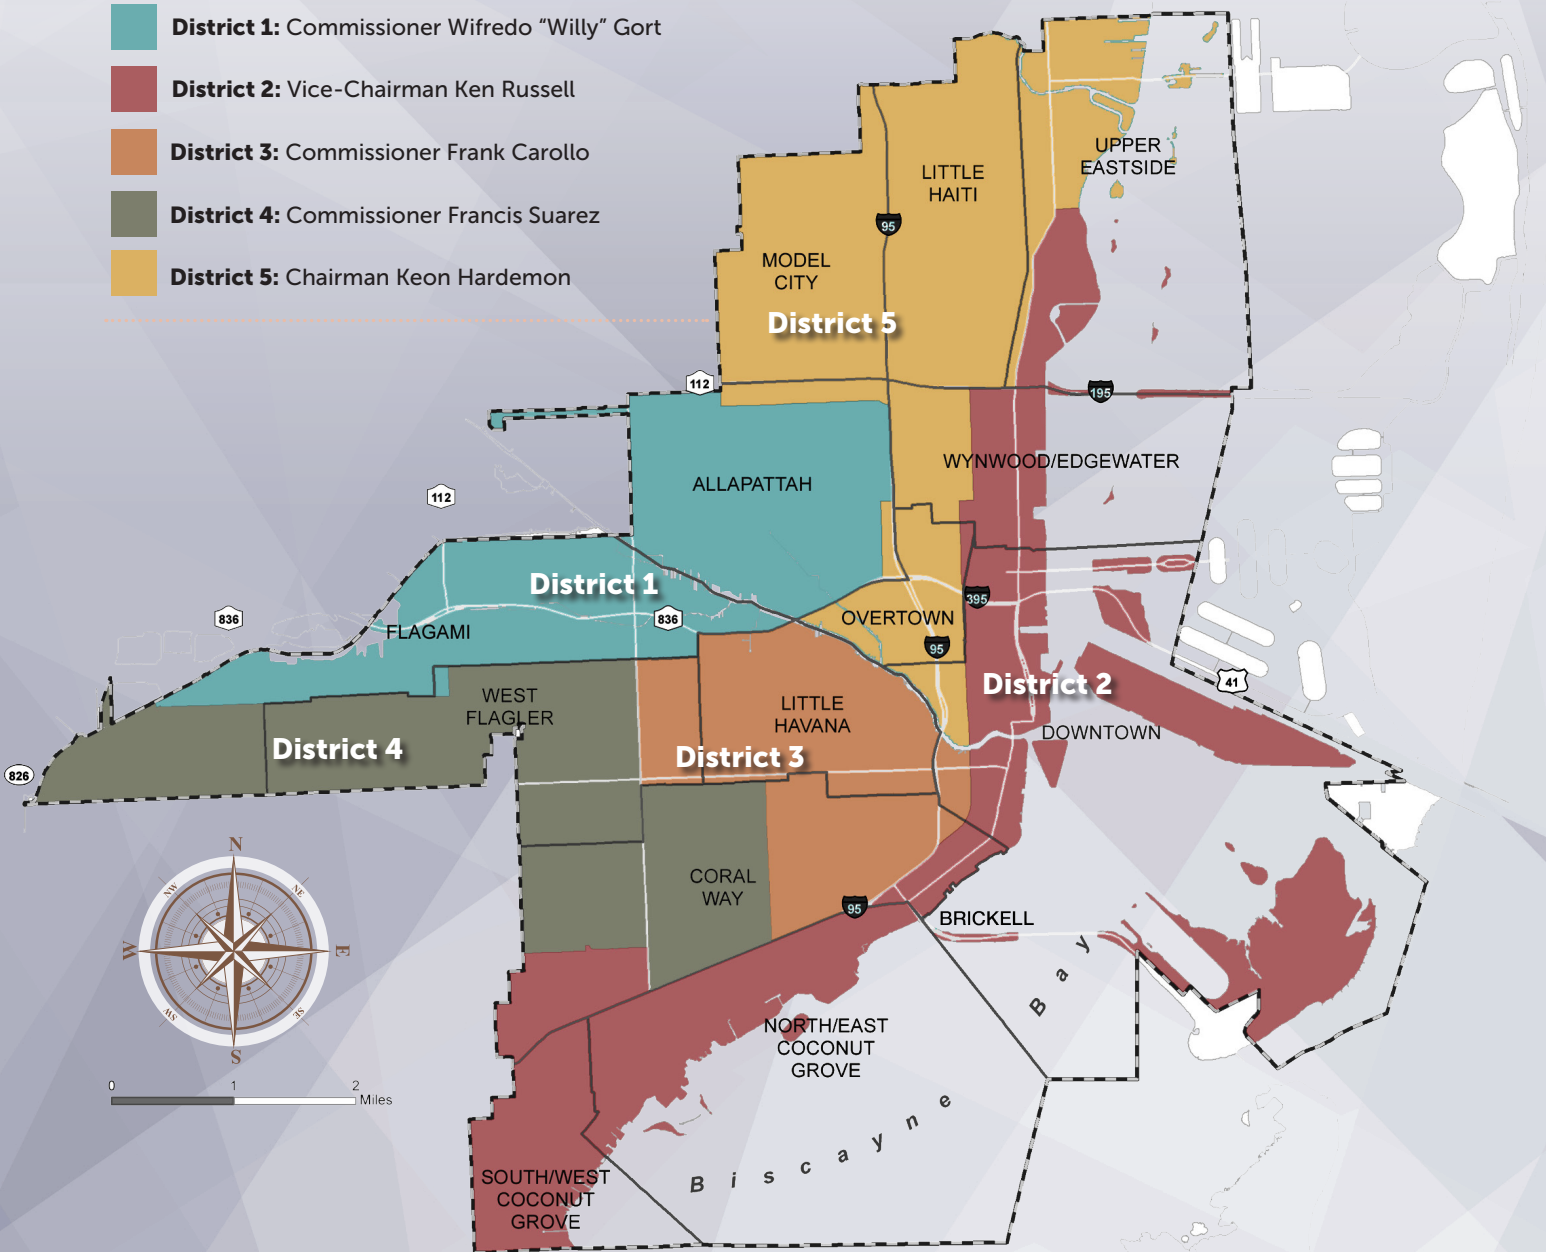 District 1: Commissioner Wifredo “Willy” Gort
District 2: Vice-Chairman Ken Russell
District 3: Commissioner Frank Carollo
District 4: Commissioner Francis Suarez
District 5: Chairman Keon Hardemon
UPPER
EASTSIDE
LITTLE
HAITI
95
MODEL
CITY
District 5
112
195
WYNWOOD/EDGEWATER
ALLAPATTAH
112
District 1
395
836
836
OVERTOWN
FLAGAMI
95
District 2
41
WEST
FLAGLER
LITTLE
HAVANA
DOWNTOWN
District 4
District 3
826
CORAL
WAY
95
BRICKELL
N
NW
NE
W
E
SW
SE
S
Bay
NORTH/EAST
COCONUT
GROVE
0 1 2
Miles
Biscayne
SOUTH/WEST
COCONUT
GROVE